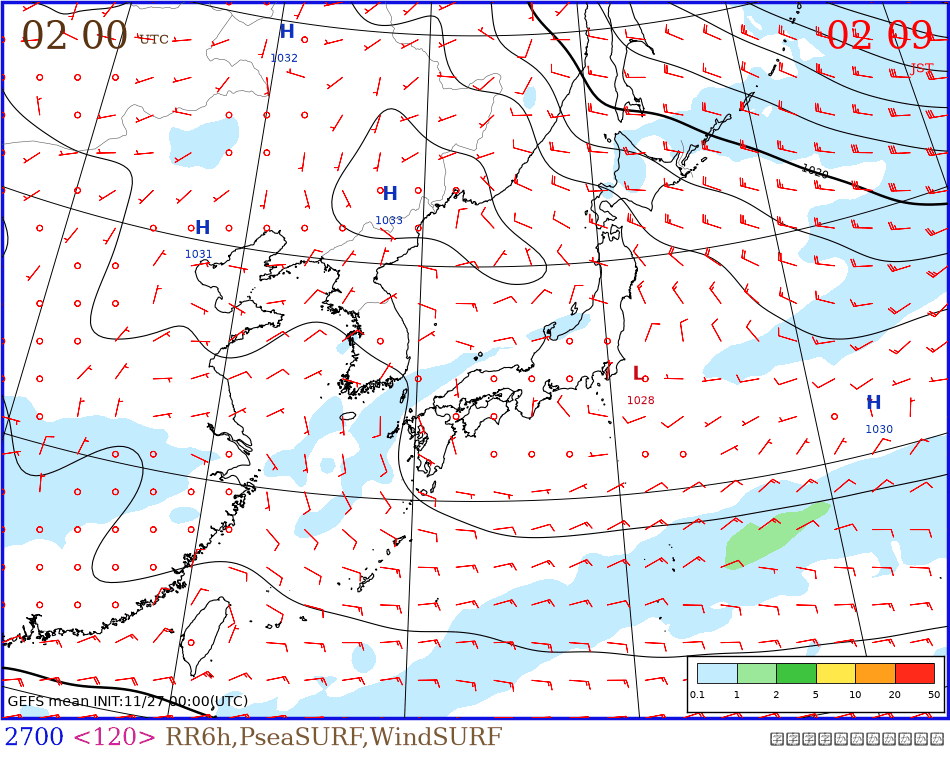 02 00 UTC
02 09
JST
H
1032
H
1033
H
1031
1020
L
1028
H
1030
0.1 1 2 5 10 20 50
GEFS mean INIT:11/27 00:00(UTC)
2700 <120> RR6h,PseaSURF,WindSURF